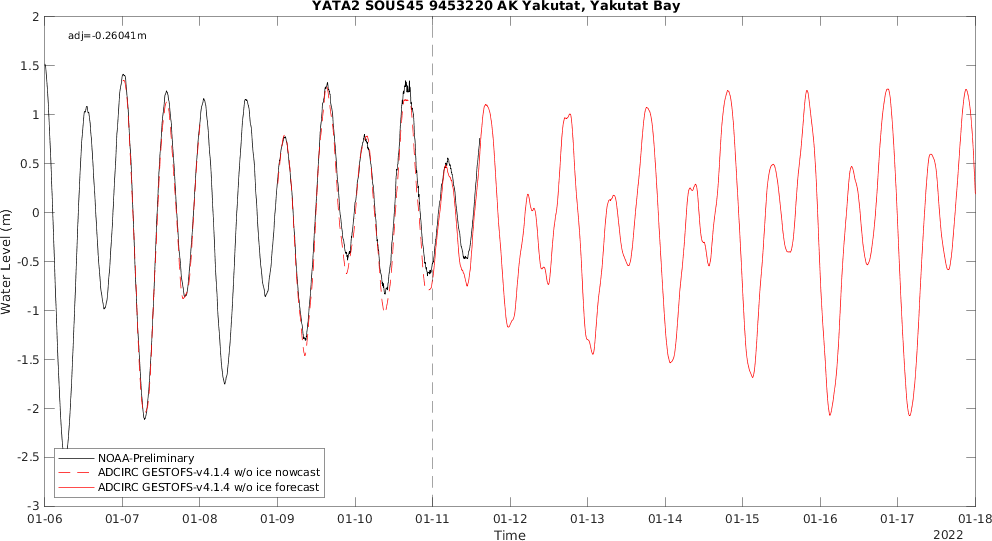 YATA2 SOUS45 9453220 AK Yakutat, Yakutat Bay
adj=-0.26041m
2
1.5
1
0.5
0
-0.5
-1
-1.5
-2
-2.5
-3
Water Level (m)
NOAA-Preliminary
ADCIRC GESTOFS-v4.1.4 w/o ice nowcast
ADCIRC GESTOFS-v4.1.4 w/o ice forecast
01-06 01-07 01-08 01-09 01-10 01-11 01-12 01-13 01-14 01-15 01-16 01-17 01-18
Time
2022